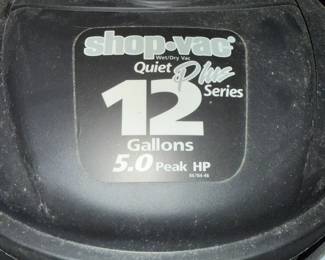 shop•vac®
Wet/Dry Vac
Quiet Plus Series
12
Gallons
5.0 Peak HP